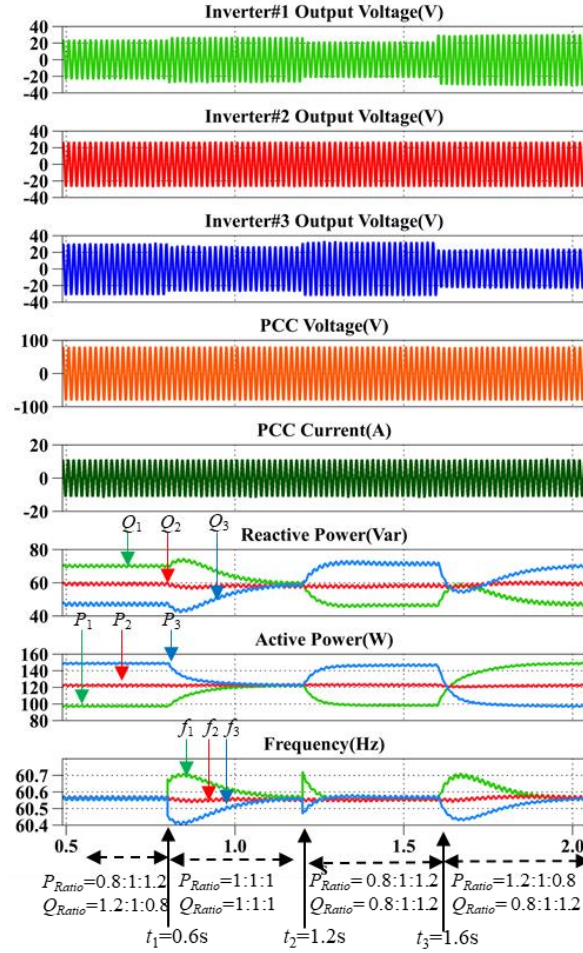 Inverter#1 Output Voltage(V)
40
20
0
-20
-40
Inverter#2 Output Voltage(V)
40
20
0
-20
-40
Inverter#3 Output Voltage(V)
40
20
0
-20
-40
PCC Voltage(V)
100
0
-100
PCC Current(A)
20
0
-20
Q1 Q2 Q3
Reactive Power(Var)
80
60
40
P1 P2 P3
Active Power(W)
160
140
120
100
80
f1 f2 f3
Frequency(Hz)
60.7
60.6
60.5
60.4
0.5 1.0 1.5 2.0
s
PRatio=0.8:1:1.2 PRatio=1:1:1 PRatio=0.8:1:1.2 PRatio=1.2:1:0.8
QRatio=1.2:1:0.8 QRatio=1:1:1 QRatio=0.8:1:1.2 QRatio=0.8:1:1.2
t1=0.6s t2=1.2s t3=1.6s